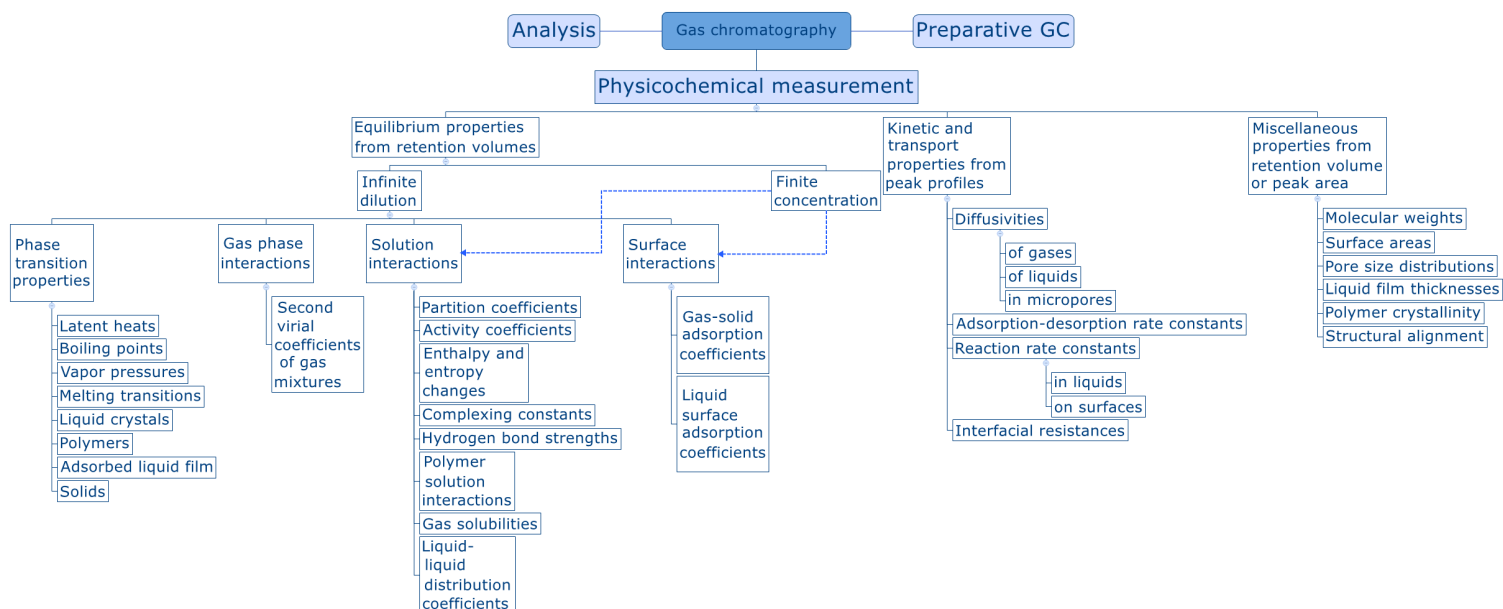 Analysis
Gas chromatography
Preparative GC
Physicochemical measurement
Equilibrium properties
from retention volumes
Infinite
dilution
Finite
concentration
Phase
transition
properties
Latent heats
Boiling points
Vapor pressures
Melting transitions
Liquid crystals
Polymers
Adsorbed liquid film
Solids
Gas phase
interactions
Second
virial
coefficients
of gas
mixtures
Solution
interactions
Partition coefficients
Activity coefficients
Enthalpy and
entropy
changes
Complexing constants
Hydrogen bond strengths
Polymer
solution
interactions
Gas solubilities
Liquid-
liquid
distribution
coefficients
Surface
interactions
Gas-solid
adsorption
coefficients
Liquid
surface
adsorption
coefficients
Kinetic and
transport
properties from
peak profiles
Diffusivities
of gases
of liquids
in micropores
Adsorption-desorption rate constants
Reaction rate constants
in liquids
on surfaces
Interfacial resistances
Miscellaneous
properties from
retention volume
or peak area
Molecular weights
Surface areas
Pore size distributions
Liquid film thicknesses
Polymer crystallinity
Structural alignment